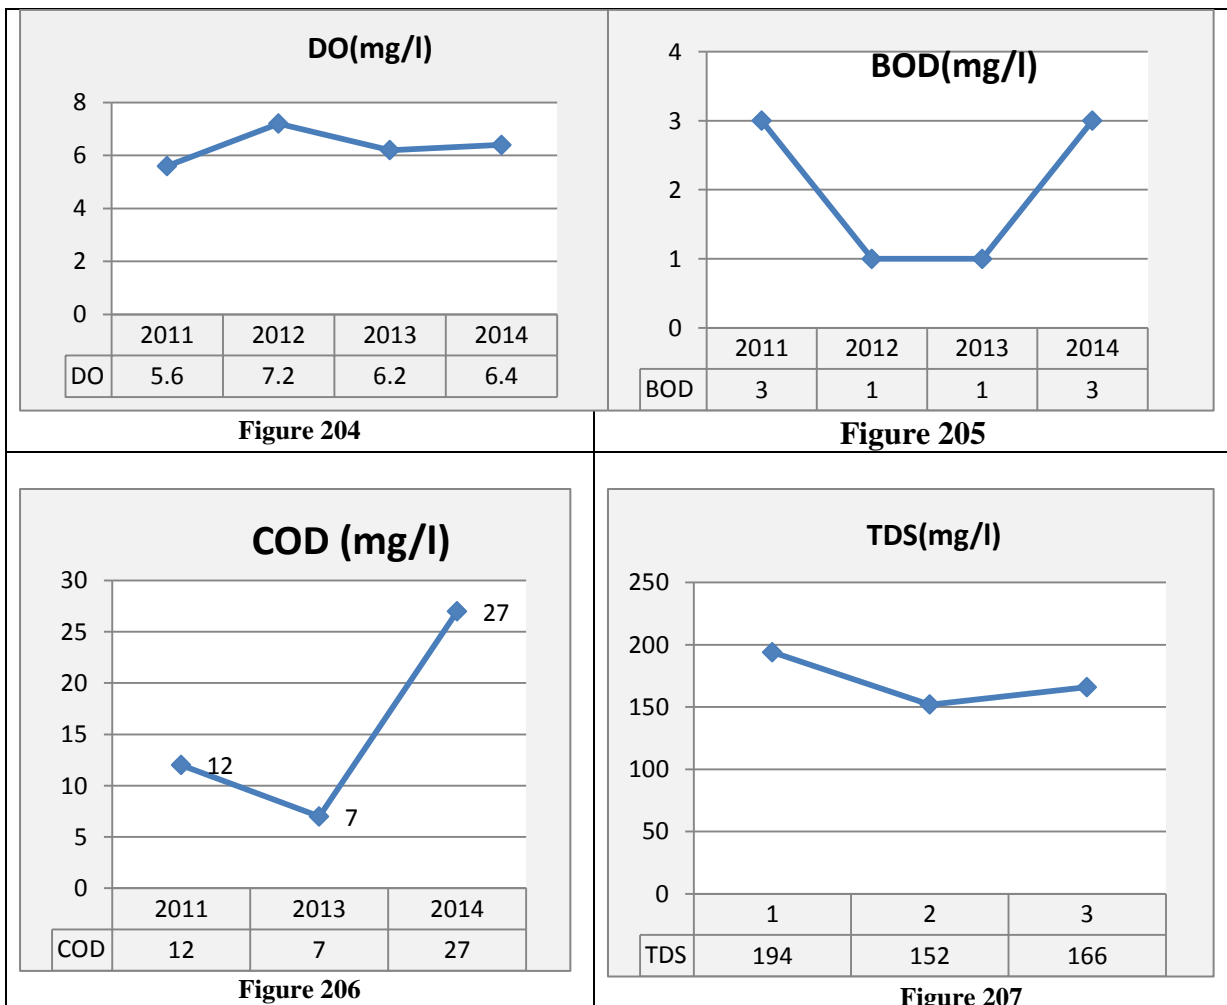 DO(mg/l)
8
6
4
2
0
2011 2012 2013 2014
DO 5.6 7.2 6.2 6.4
Figure 204
BOD(mg/l)
4
3
2
1
0
2011 2012 2013 2014
BOD 3 1 1 3
Figure 205
COD (mg/l)
30
25
20
15
10
5
0
12
7
27
2011 2013 2014
COD 12 7 27
Figure 206
TDS(mg/l)
250
200
150
100
50
0
1 2 3
TDS 194 152 166
Figure 207